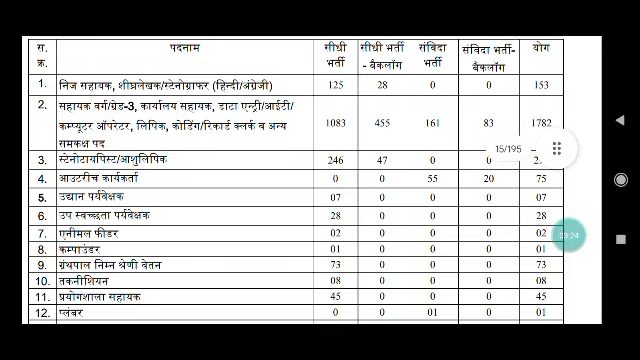 स. क्र. पदनाम सीधी भर्ती सीधी भर्ती - बैकलॉग संविदा भर्ती संविदा भर्ती- बैकलॉग योग
1. निज सहायक, शीघ्रलेखक/स्टेनोग्राफर (हिन्दी/अंग्रेजी) 125 28 0 0 153
2. सहायक वर्ग/ग्रेड-3, कार्यालय सहायक, डाटा एन्ट्री/आईटी/
कम्प्यूटर ऑपरेटर, लिपिक, कोडिंग/रिकार्ड क्लर्क व अन्य 1083 455 161 83 1782
समकक्ष पद
15/195
3. स्टेनोटायपिस्ट/आशुलिपिक 246 47 0 0
4. आउटरीच कार्यकर्ता 0 0 55 20 75
5. उद्यान पर्यवेक्षक 07 0 0 0 07
6. उप स्वच्छता पर्यवेक्षक 28 0 0 0 28
7. एनीमल फीडर 02 0 0 0 02
03:24
8. कम्पाउंडर 01 0 0 0 01
9. ग्रंथपाल निम्न श्रेणी वेतन 73 0 0 0 73
10. तकनीशियन 08 0 0 0 08
11. प्रयोगशाला सहायक 45 0 0 0 45
12. प्लंबर 0 0 01 0 01